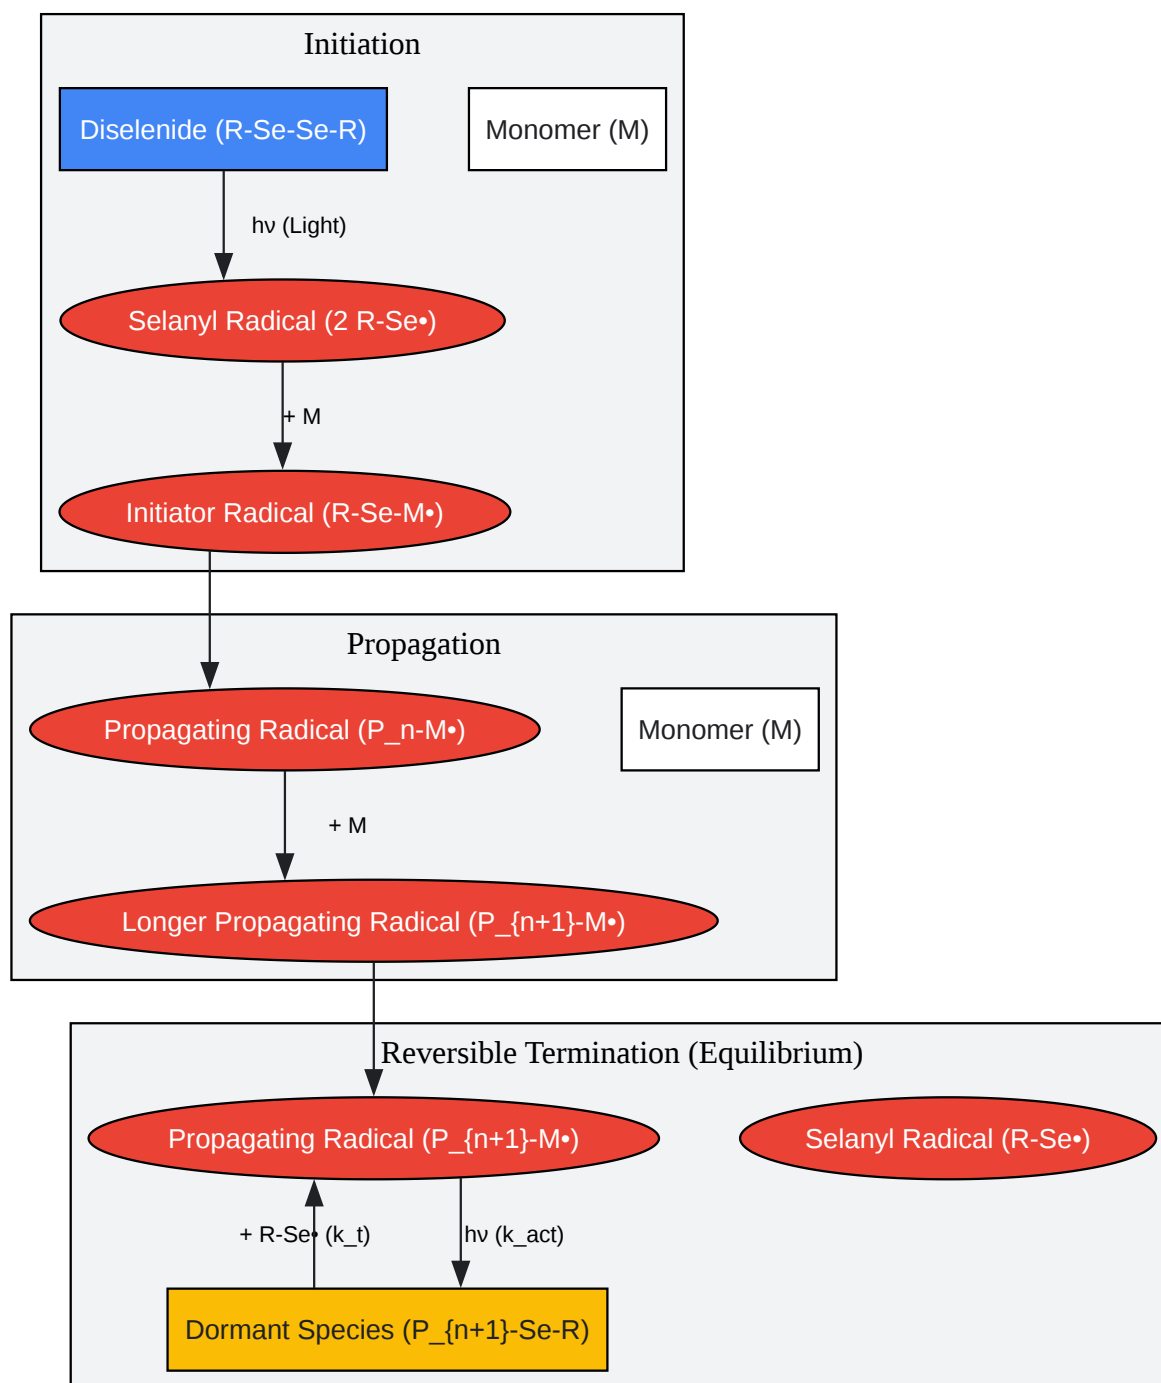 Initiation
Diselenide (R-Se-Se-R)
Monomer (M)
hν (Light)
Selanyl Radical (2 R-Se•)
+ M
Initiator Radical (R-Se-M•)
Propagation
Propagating Radical (P_n-M•)
Monomer (M)
+ M
Longer Propagating Radical (P_{n+1}-M•)
Reversible Termination (Equilibrium)
Propagating Radical (P_{n+1}-M•)
Selanyl Radical (R-Se•)
+ R-Se• (k_t)
hν (k_act)
Dormant Species (P_{n+1}-Se-R)